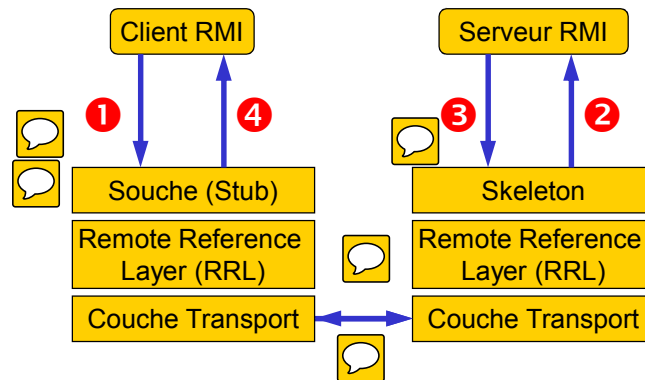 Client RMI
Serveur RMI
1
4
3
2
Souche (Stub)
Skeleton
Remote Reference
Layer (RRL)
Remote Reference
Layer (RRL)
Couche Transport
Couche Transport